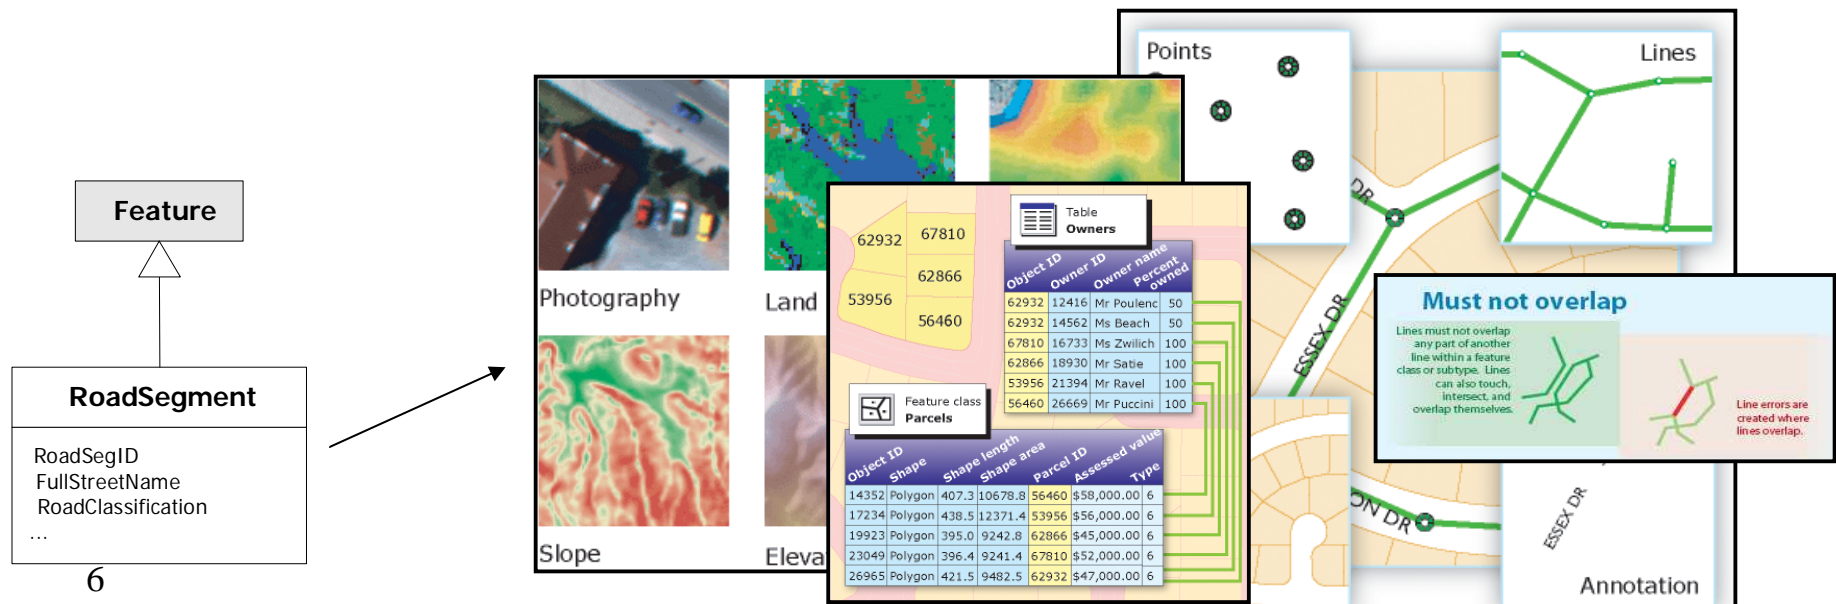 Feature
RoadSegment
RoadSegID
FullStreetName
RoadClassification
...
6
Photography
Land
Slope
Eleva
62932
67810
62866
53956
56460
Table
Owners
Object ID Owner ID Owner name Percent owned
62932 12416 Mr Poulenc 50
62932 14562 Ms Beach 50
67810 16733 Ms Zwilich 100
62866 18930 Mr Satie 100
53956 21394 Mr Ravel 100
56460 26669 Mr Puccini 100
Feature class
Parcels
Object ID Shape Shape length Shape area Parcel ID Assessed value Type
14352 Polygon 407.3 10678.8 56460 $58,000.00 6
17234 Polygon 438.5 12371.4 53956 $56,000.00 6
19923 Polygon 395.0 9242.8 62866 $45,000.00 6
23049 Polygon 396.4 9241.4 67810 $52,000.00 6
26965 Polygon 421.5 9482.5 62932 $47,000.00 6
Points
Lines
DR
ESSEX DR
Must not overlap
Lines must not overlap
any part of another
line within a feature
class or subtype. Lines
can also touch,
intersect, and
overlap themselves.
Line errors are
created where
lines overlap.
ON DR
ESSEX DR
Annotation